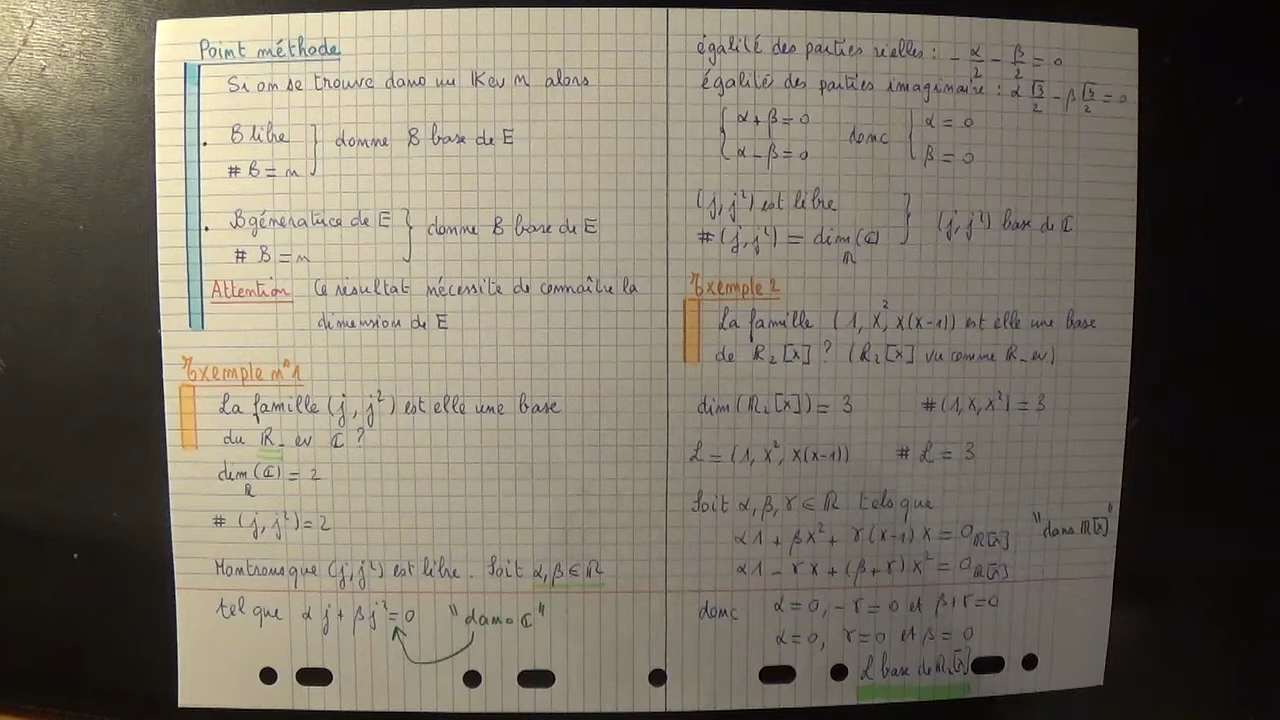 Point méthode
Si on se trouve dans un IKev n alors
. B libre
# B = n
} donne B base de E
. B génératrice de E
# B = n
} donne B base de E
Attention Ce résultat nécessite de connaître la
dimension de E
Exemple n°1
La famille (j, j²) est elle une base
du ℝ_ ev ℂ ?
dim_ℝ(ℂ) = 2
# (j, j²) = 2
Montrons que (j, j²) est libre. Soit α, β ∈ ℝ
tel que α j + β j² = 0 "dans ℂ"
égalité des parties réelles : - α/2 - β/2 = 0
égalité des parties imaginaire : α √3/2 - β √3/2 = 0
{ α + β = 0 donc { α = 0
{ α - β = 0 { β = 0
(j, j²) est libre
# (j, j²) = dim_ℝ(ℂ)
} (j, j²) base de ℂ
Exemple 2
La famille (1, X², X(X-1)) est elle une base
de ℝ₂[X] ? (ℝ₂[X] vu comme ℝ_ev)
dim(ℝ₂[X]) = 3 #(1, X, X²) = 3
L = (1, X², X(X-1)) # L = 3
Soit α, β, γ ∈ ℝ tels que
α1 + βX² + γ(X-1)X = 0_ℝ[X] "dans ℝ[X]"
α1 - γX + (β+γ)X² = 0_ℝ[X]
donc α = 0, -γ = 0 et β+γ = 0
α = 0, γ = 0 et β = 0
L base de ℝ₂[X]